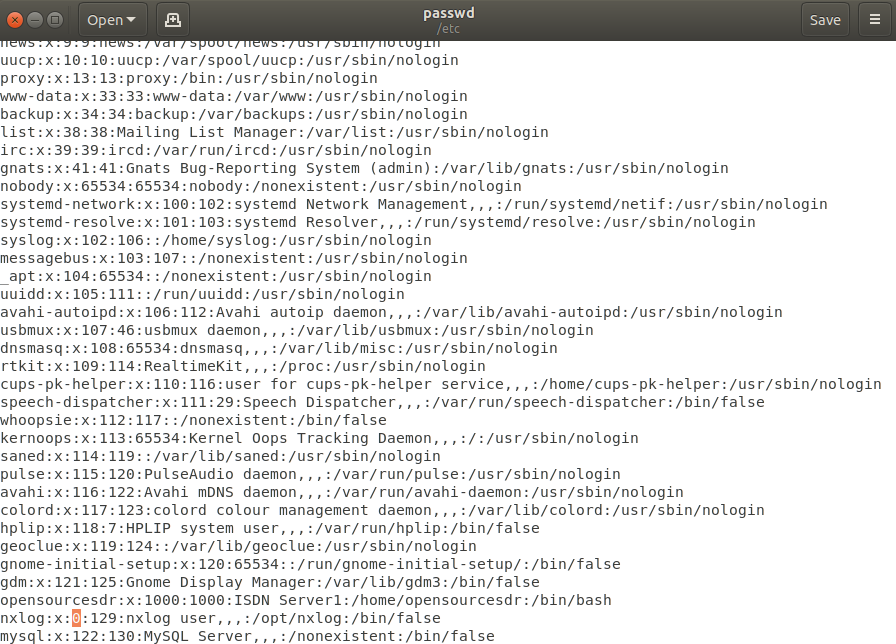 Open
passwd
/etc
Save
news:x:9:9:news:/var/spool/news:/usr/sbin/nologin
uucp:x:10:10:uucp:/var/spool/uucp:/usr/sbin/nologin
proxy:x:13:13:proxy:/bin:/usr/sbin/nologin
www-data:x:33:33:www-data:/var/www:/usr/sbin/nologin
backup:x:34:34:backup:/var/backups:/usr/sbin/nologin
list:x:38:38:Mailing List Manager:/var/list:/usr/sbin/nologin
irc:x:39:39:ircd:/var/run/ircd:/usr/sbin/nologin
gnats:x:41:41:Gnats Bug-Reporting System (admin):/var/lib/gnats:/usr/sbin/nologin
nobody:x:65534:65534:nobody:/nonexistent:/usr/sbin/nologin
systemd-network:x:100:102:systemd Network Management,,,:/run/systemd/netif:/usr/sbin/nologin
systemd-resolve:x:101:103:systemd Resolver,,,:/run/systemd/resolve:/usr/sbin/nologin
syslog:x:102:106::/home/syslog:/usr/sbin/nologin
messagebus:x:103:107::/nonexistent:/usr/sbin/nologin
_apt:x:104:65534::/nonexistent:/usr/sbin/nologin
uuidd:x:105:111::/run/uuidd:/usr/sbin/nologin
avahi-autoipd:x:106:112:Avahi autoip daemon,,,:/var/lib/avahi-autoipd:/usr/sbin/nologin
usbmux:x:107:46:usbmux daemon,,,:/var/lib/usbmux:/usr/sbin/nologin
dnsmasq:x:108:65534:dnsmasq,,,:/var/lib/misc:/usr/sbin/nologin
rtkit:x:109:114:RealtimeKit,,,:/proc:/usr/sbin/nologin
cups-pk-helper:x:110:116:user for cups-pk-helper service,,,:/home/cups-pk-helper:/usr/sbin/nologin
speech-dispatcher:x:111:29:Speech Dispatcher,,,:/var/run/speech-dispatcher:/bin/false
whoopsie:x:112:117::/nonexistent:/bin/false
kernoops:x:113:65534:Kernel Oops Tracking Daemon,,,:/:/usr/sbin/nologin
saned:x:114:119::/var/lib/saned:/usr/sbin/nologin
pulse:x:115:120:PulseAudio daemon,,,:/var/run/pulse:/usr/sbin/nologin
avahi:x:116:122:Avahi mDNS daemon,,,:/var/run/avahi-daemon:/usr/sbin/nologin
colord:x:117:123:colord colour management daemon,,,:/var/lib/colord:/usr/sbin/nologin
hplip:x:118:7:HPLIP system user,,,:/var/run/hplip:/bin/false
geoclue:x:119:124::/var/lib/geoclue:/usr/sbin/nologin
gnome-initial-setup:x:120:65534::/run/gnome-initial-setup/:/bin/false
gdm:x:121:125:Gnome Display Manager:/var/lib/gdm3:/bin/false
opensourcesdr:x:1000:1000:ISDN Server1:/home/opensourcesdr:/bin/bash
nxlog:x:0:129:nxlog user,,,:/opt/nxlog:/bin/false
mysql:x:122:130:MySQL Server,,,:/nonexistent:/bin/false